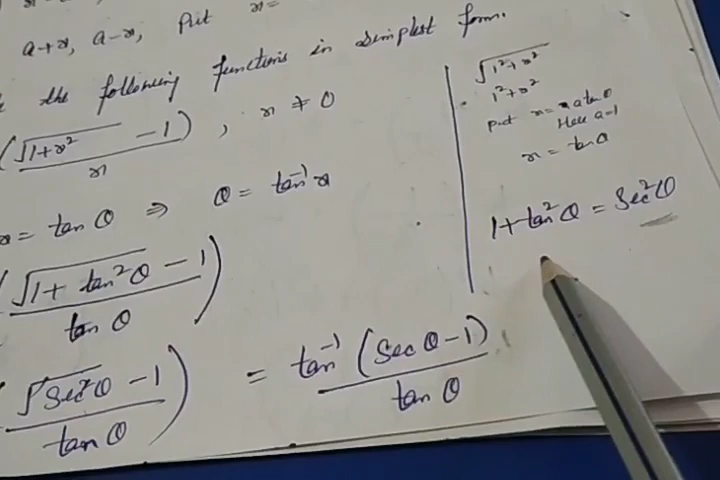 a+x, a-x, Put x=
the following functions in simplest form.
(√1+x² - 1)/x , x ≠ 0
x = tan θ ⇒ θ = tan⁻¹ x
(√1+tan²θ - 1)/tan θ )
(√Sec²θ - 1)/tan θ ) = tan⁻¹ (Sec θ - 1)/tan θ
√1²+x²
1²+x²
Put x = a tan θ
Here a=1
x = tan θ
1+tan²θ = Sec²θ